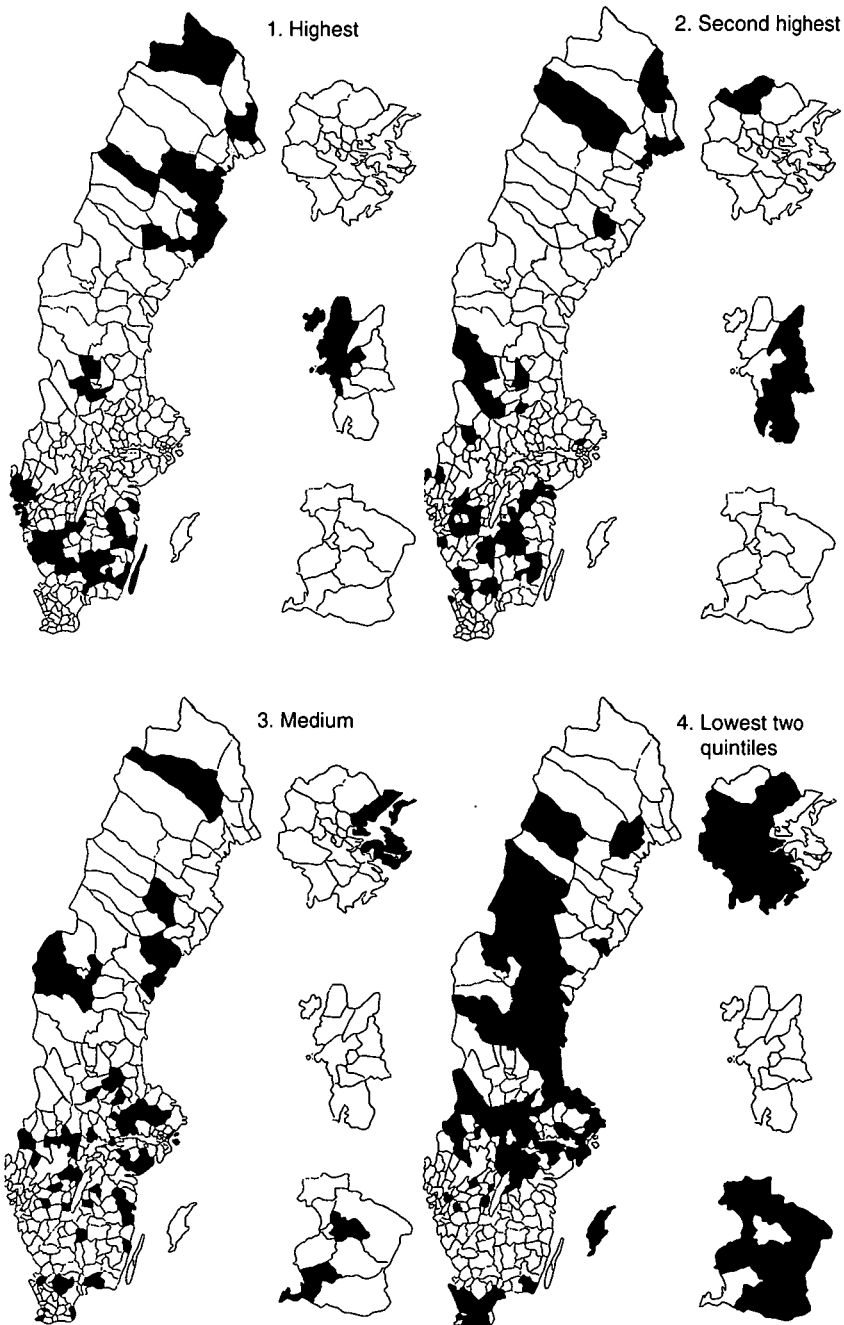 1. Highest
2. Second highest
3. Medium
4. Lowest two
quintiles